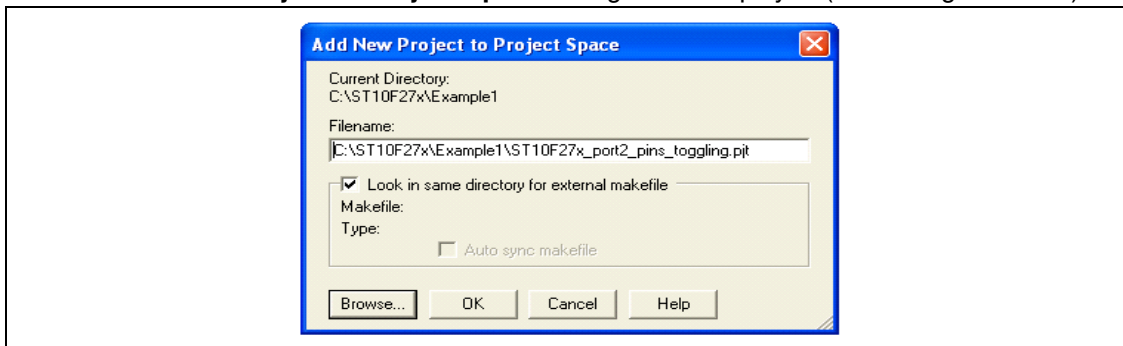 Add New Project to Project Space
Current Directory:
C:\ST10F27x\Example1
Filename:
C:\ST10F27x\Example1\ST10F27x_port2_pins_toggling.pjt
Look in same directory for external makefile
Makefile:
Type:
Auto sync makefile
Browse... OK Cancel Help